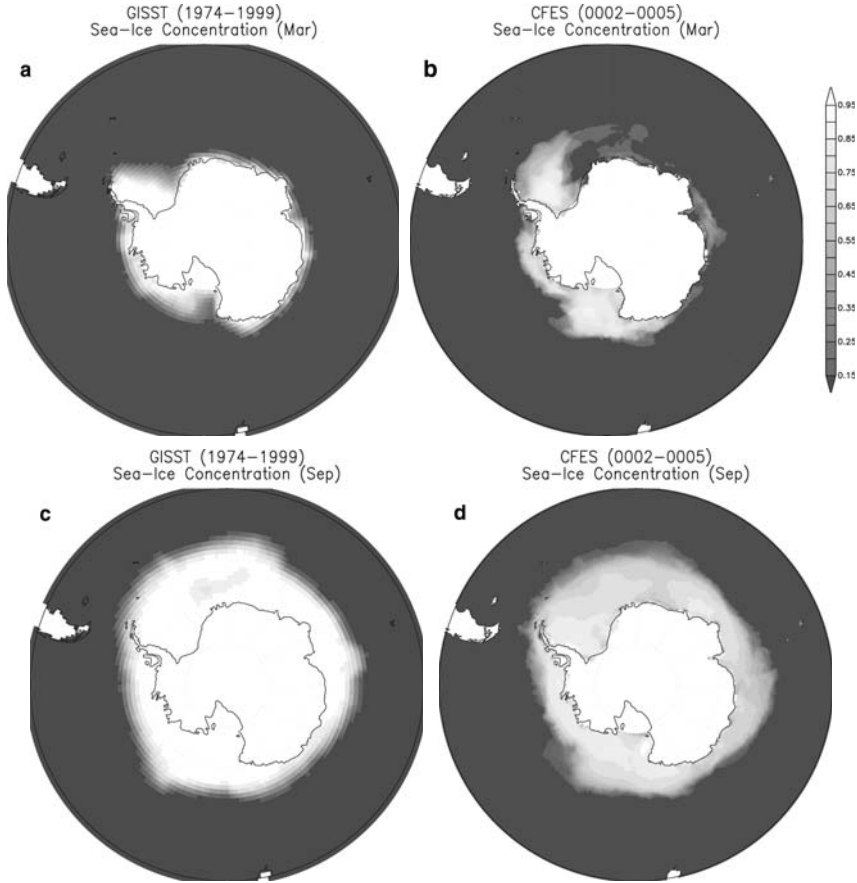 GISST (1974–1999)
Sea–Ice Concentration (Mar)
a
CFES (0002–0005)
Sea–Ice Concentration (Mar)
b
0.95
0.85
0.75
0.65
0.55
0.45
0.35
0.25
0.15
GISST (1974–1999)
Sea–Ice Concentration (Sep)
c
CFES (0002–0005)
Sea–Ice Concentration (Sep)
d